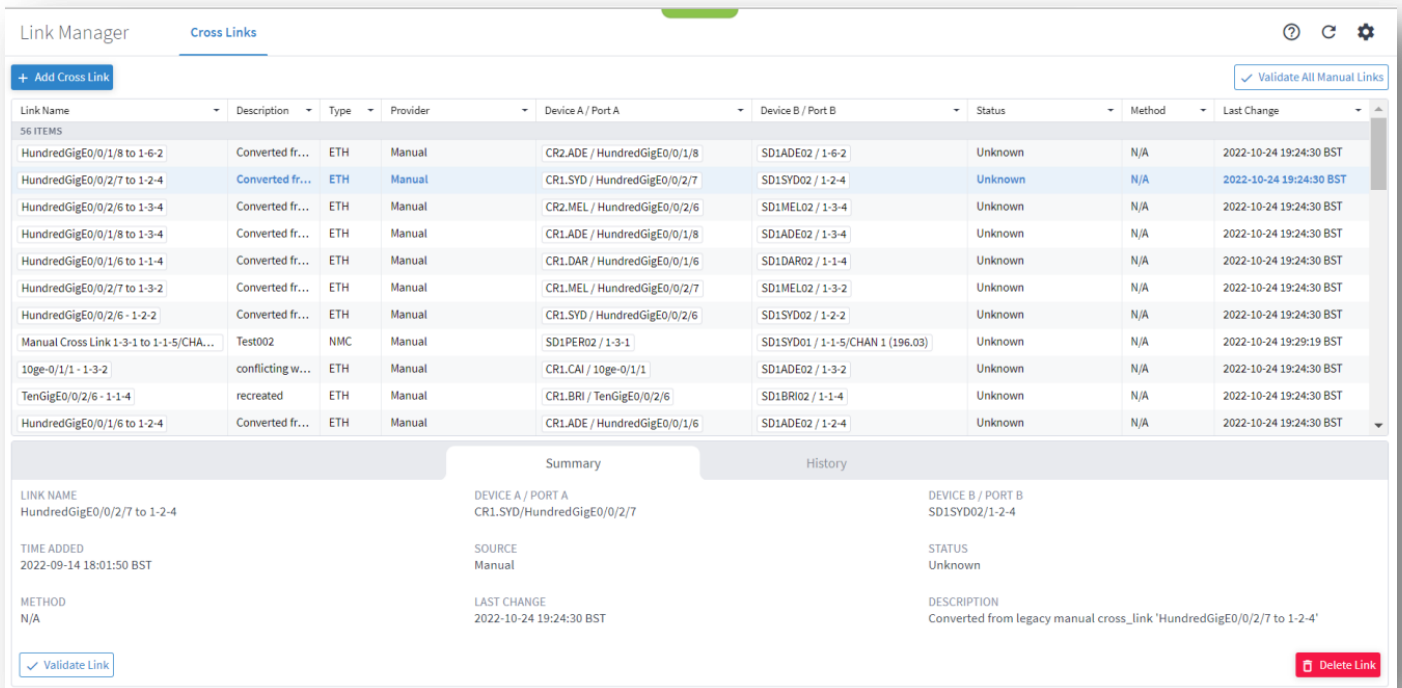 Link Manager Cross Links
+ Add Cross Link Validate All Manual Links
Link Name Description Type Provider Device A / Port A Device B / Port B Status Method Last Change
56 ITEMS
HundredGigE0/0/1/8 to 1-6-2 Converted fr... ETH Manual CR2.ADE / HundredGigE0/0/1/8 SD1ADE02 / 1-6-2 Unknown N/A 2022-10-24 19:24:30 BST
HundredGigE0/0/2/7 to 1-2-4 Converted fr... ETH Manual CR1.SYD / HundredGigE0/0/2/7 SD1SYD02 / 1-2-4 Unknown N/A 2022-10-24 19:24:30 BST
HundredGigE0/0/2/6 to 1-3-4 Converted fr... ETH Manual CR2.MEL / HundredGigE0/0/2/6 SD1MEL02 / 1-3-4 Unknown N/A 2022-10-24 19:24:30 BST
HundredGigE0/0/1/8 to 1-3-4 Converted fr... ETH Manual CR1.ADE / HundredGigE0/0/1/8 SD1ADE02 / 1-3-4 Unknown N/A 2022-10-24 19:24:30 BST
HundredGigE0/0/1/6 to 1-1-4 Converted fr... ETH Manual CR1.DAR / HundredGigE0/0/1/6 SD1DAR02 / 1-1-4 Unknown N/A 2022-10-24 19:24:30 BST
HundredGigE0/0/2/7 to 1-3-2 Converted fr... ETH Manual CR1.MEL / HundredGigE0/0/2/7 SD1MEL02 / 1-3-2 Unknown N/A 2022-10-24 19:24:30 BST
HundredGigE0/0/2/6 - 1-2-2 Converted fr... ETH Manual CR1.SYD / HundredGigE0/0/2/6 SD1SYD02 / 1-2-2 Unknown N/A 2022-10-24 19:24:30 BST
Manual Cross Link 1-3-1 to 1-1-5/CHA... Test002 NMC Manual SD1PER02 / 1-3-1 SD1SYD01 / 1-1-5/CHAN 1 (196.03) Unknown N/A 2022-10-24 19:29:19 BST
10ge-0/1/1 - 1-3-2 conflicting w... ETH Manual CR1.CAI / 10ge-0/1/1 SD1ADE02 / 1-3-2 Unknown N/A 2022-10-24 19:24:30 BST
TenGigE0/0/2/6 - 1-1-4 recreated ETH Manual CR1.BRI / TenGigE0/0/2/6 SD1BRI02 / 1-1-4 Unknown N/A 2022-10-24 19:24:30 BST
HundredGigE0/0/1/6 to 1-2-4 Converted fr... ETH Manual CR1.ADE / HundredGigE0/0/1/6 SD1ADE02 / 1-2-4 Unknown N/A 2022-10-24 19:24:30 BST
Summary History
LINK NAME DEVICE A / PORT A DEVICE B / PORT B
HundredGigE0/0/2/7 to 1-2-4 CR1.SYD/HundredGigE0/0/2/7 SD1SYD02/1-2-4
TIME ADDED SOURCE STATUS
2022-09-14 18:01:50 BST Manual Unknown
METHOD LAST CHANGE DESCRIPTION
N/A 2022-10-24 19:24:30 BST Converted from legacy manual cross_link 'HundredGigE0/0/2/7 to 1-2-4'
Validate Link Delete Link